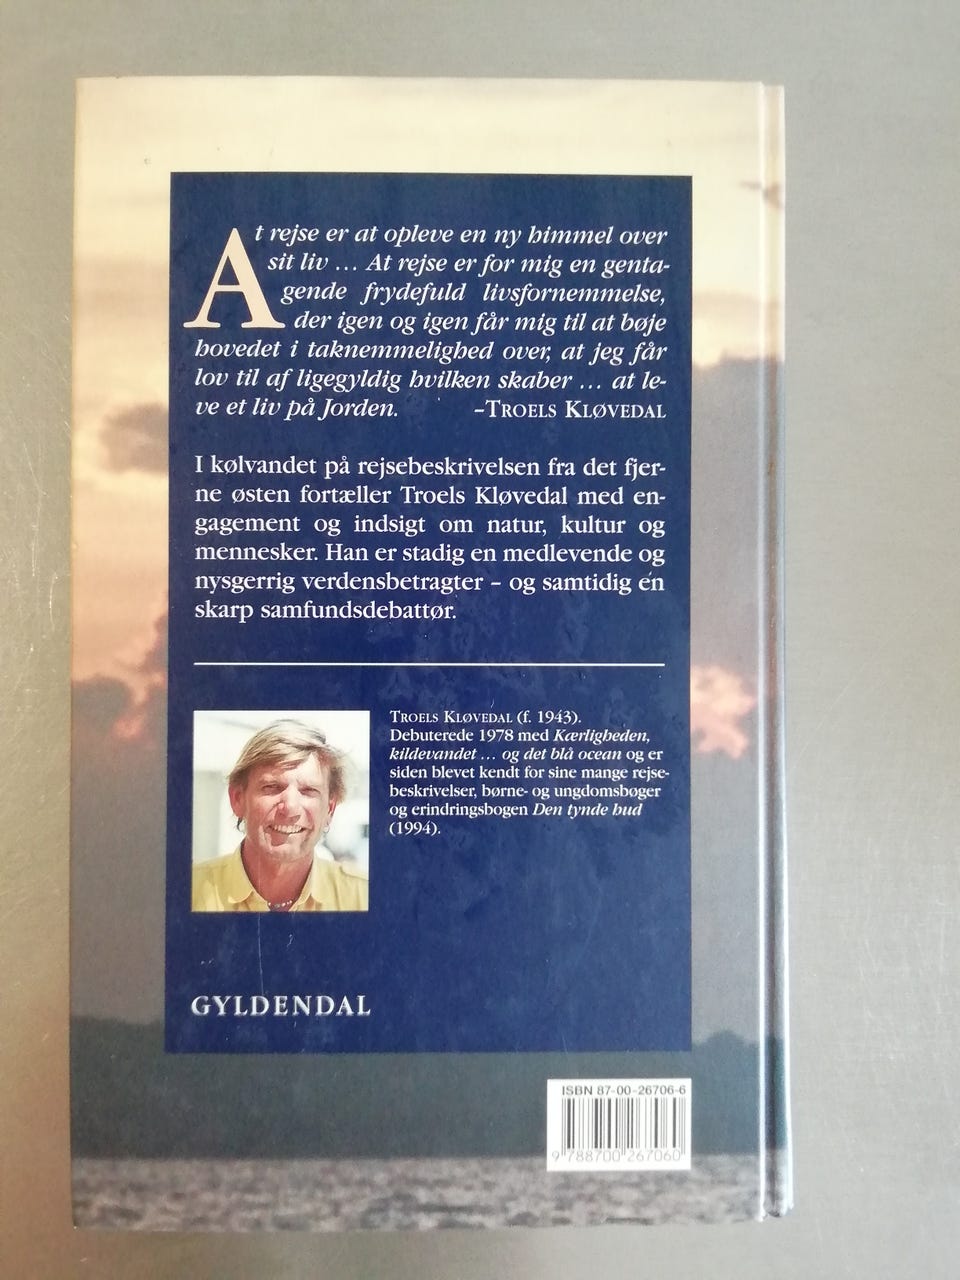 At rejse er at opleve en ny himmel over
sit liv ... At rejse er for mig en genta-
gende frydefuld livsfornemmelse,
der igen og igen får mig til at bøje
hovedet i taknemmelighed over, at jeg får
lov til af ligegyldig hvilken skaber ... at le-
ve et liv på Jorden. –TROELS KLØVEDAL
I kølvandet på rejsebeskrivelsen fra det fjer-
ne østen fortæller Troels Kløvedal med en-
gagement og indsigt om natur, kultur og
mennesker. Han er stadig en medlevende og
nysgerrig verdensbetragter – og samtidig én
skarp samfundsdebattør.
TROELS KLØVEDAL (f. 1943).
Debuterede 1978 med Kærligheden,
kildevandet ... og det blå ocean og er
siden blevet kendt for sine mange rejse-
beskrivelser, børne- og ungdomsbøger
og erindringsbogen Den tynde hud
(1994).
GYLDENDAL
ISBN 87-00-26706-6
9 788700 267060